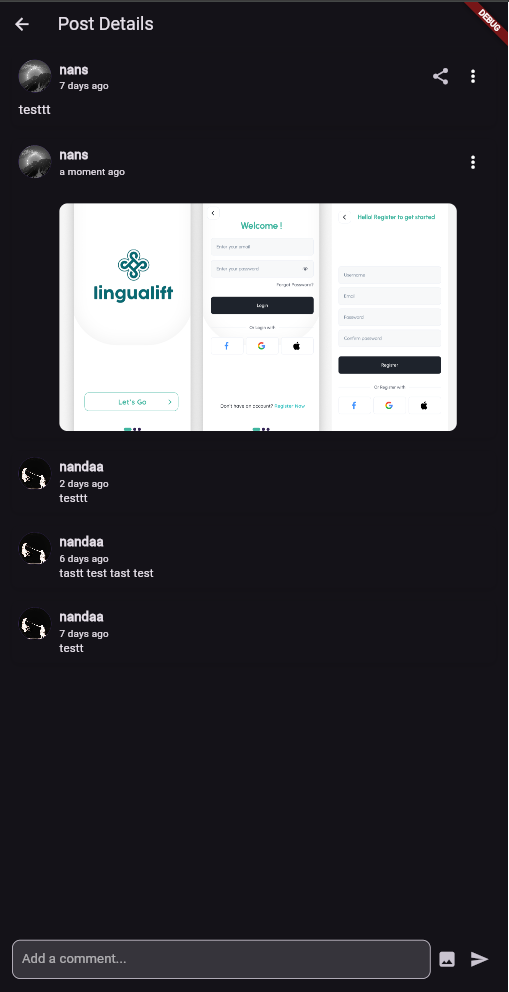 Post Details
DEBUG
nans
7 days ago
testtt
nans
a moment ago
lingualift
Let's Go
Welcome !
Enter your email
Enter your password
Forgot Password?
Login
Or Login with
Don't have an account? Register Now
Hello! Register to get started
Username
Email
Password
Confirm password
Register
Or Register with
nandaa
2 days ago
testtt
nandaa
6 days ago
tastt test tast test
nandaa
7 days ago
testt
Add a comment...